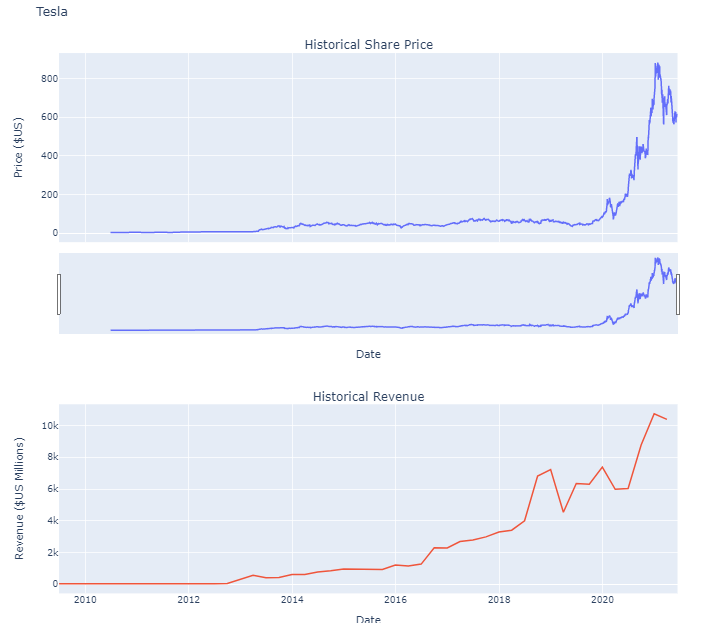 Tesla
Historical Share Price
800
600
400
200
0
Price ($US)
Date
Historical Revenue
10k
8k
6k
4k
2k
0
Revenue ($US Millions)
2010 2012 2014 2016 2018 2020
Date